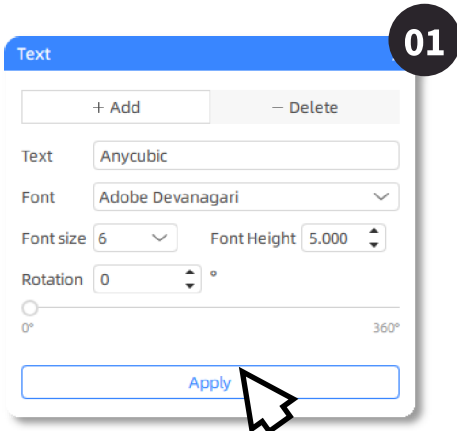 01
Text
+ Add − Delete
Text Anycubic
Font Adobe Devanagari
Font size 6 Font Height 5.000
Rotation 0 °
0° 360°
Apply